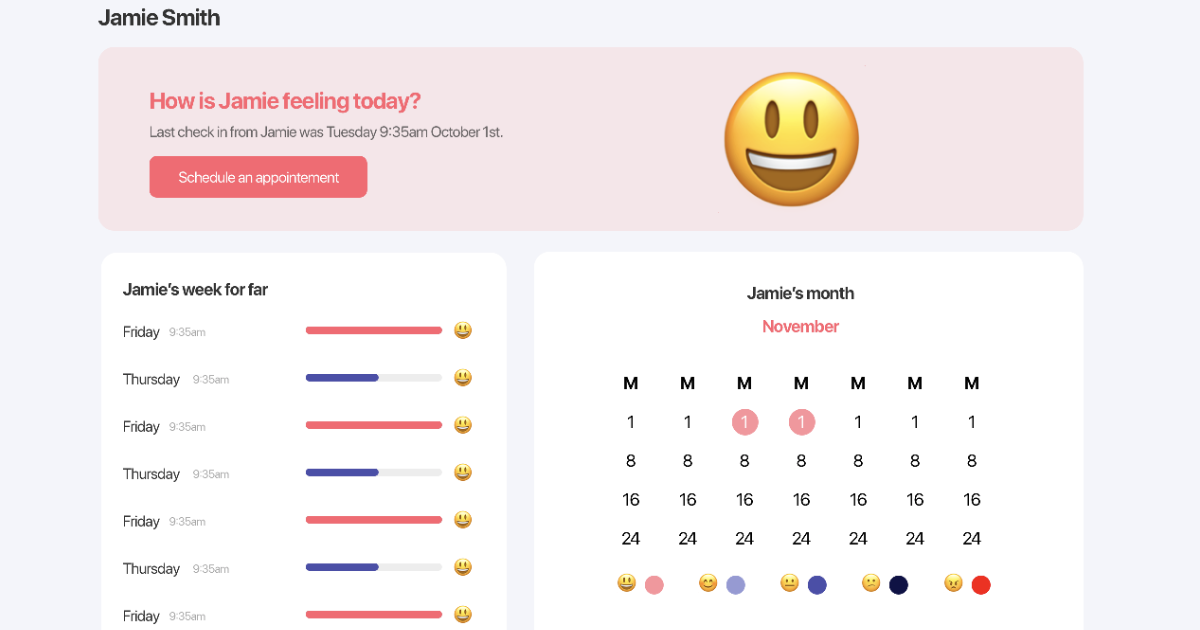 Jamie Smith
How is Jamie feeling today?
Last check in from Jamie was Tuesday 9:35am October 1st.
Schedule an appointement
Jamie's week for far
Friday 9:35am
Thursday 9:35am
Friday 9:35am
Thursday 9:35am
Friday 9:35am
Thursday 9:35am
Friday 9:35am
Jamie's month
November
M M M M M M M
1 1 1 1 1 1 1
8 8 8 8 8 8 8
16 16 16 16 16 16 16
24 24 24 24 24 24 24